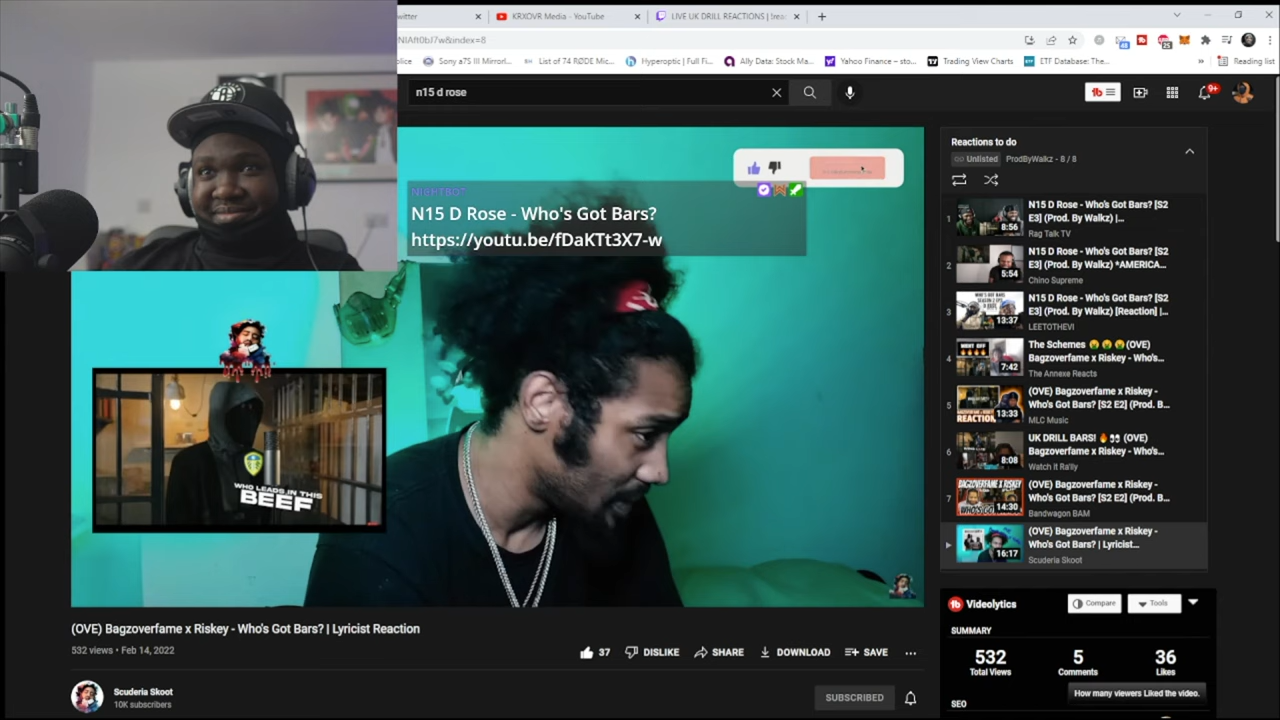 witter
KRXOVR Media - YouTube
LIVE UK DRILL REACTIONS | !rea
NIAft0bJ7w&index=8
olice
Sony a7S III Mirrorl...
List of 74 RØDE Mic...
Hyperoptic | Full Fi...
Ally Data: Stock Ma...
Yahoo Finance – sto...
Trading View Charts
ETF Database: The...
»
Reading list
n15 d rose
9+
Reactions to do
Unlisted ProdByWalkz - 8 / 8
NIGHTBOT
N15 D Rose - Who's Got Bars?
https://youtu.be/fDaKTt3X7-w
WHO LEADS IN THIS
BEEF
1
N15 D Rose - Who's Got Bars? [S2
E3] (Prod. By Walkz) |...
Rag Talk TV
8:56
2
N15 D Rose - Who's Got Bars? [S2
E3] (Prod. By Walkz) *AMERICA...
Chino Supreme
5:54
3
N15 D Rose - Who's Got Bars? [S2
E3] (Prod. By Walkz) [Reaction] |...
LEETOTHEVI
13:37
4
The Schemes 🤑🤑🤑(OVE)
Bagzoverfame x Riskey - Who's...
The Annexe Reacts
7:42
5
(OVE) Bagzoverfame x Riskey -
Who's Got Bars? [S2 E2] (Prod. B...
MLC Music
13:33
6
UK DRILL BARS! 🔥👀 (OVE)
Bagzoverfame x Riskey - Who's...
Watch it Ra'lly
8:08
7
(OVE) Bagzoverfame x Riskey -
Who's Got Bars? [S2 E2] (Prod. B...
Bandwagon BAM
14:30
(OVE) Bagzoverfame x Riskey -
Who's Got Bars? | Lyricist...
Scuderia Skoot
16:17
(OVE) Bagzoverfame x Riskey - Who's Got Bars? | Lyricist Reaction
532 views • Feb 14, 2022
37
DISLIKE
SHARE
DOWNLOAD
SAVE
Scuderia Skoot
10K subscribers
SUBSCRIBED
Videolytics
Compare
Tools
SUMMARY
532
Total Views
5
Comments
36
Likes
How many viewers Liked the video.
SEO